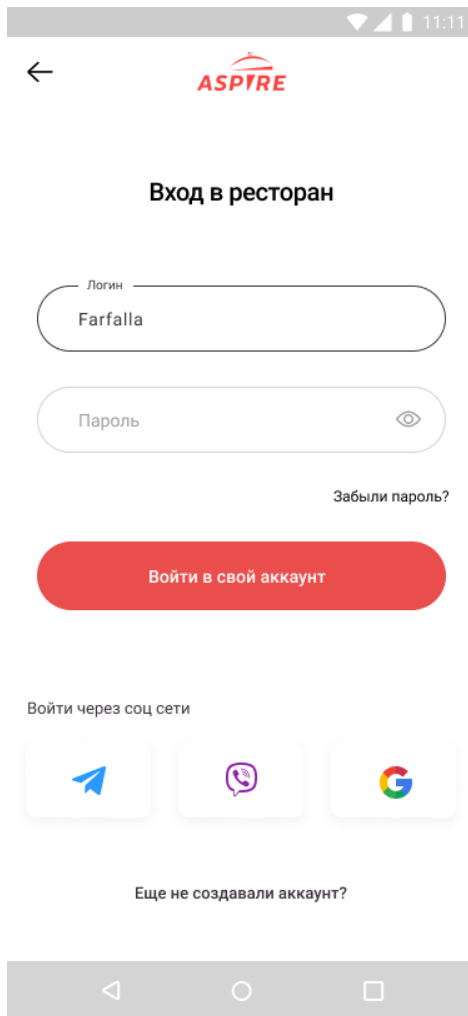 11:11
ASPIRE
Вход в ресторан
Логин
Farfalla
Пароль
Забыли пароль?
Войти в свой аккаунт
Войти через соц сети
Еще не создавали аккаунт?